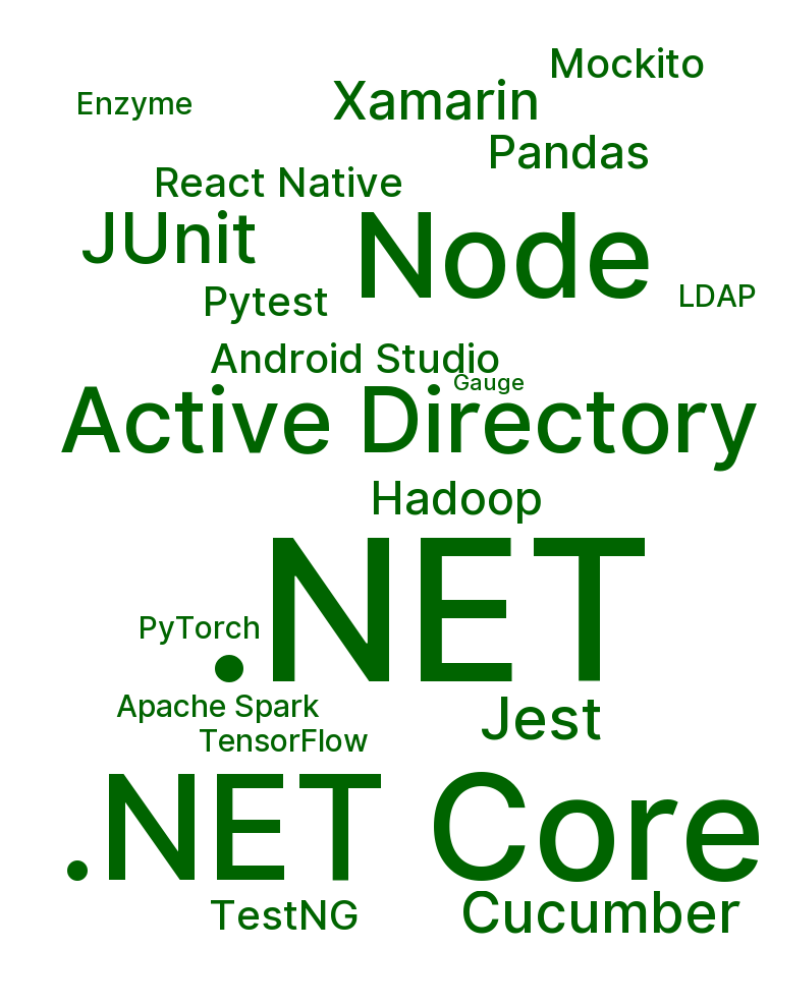 Mockito
Enzyme
Xamarin
Pandas
React Native
JUnit
Node
LDAP
Pytest
Android Studio
Gauge
Active Directory
Hadoop
.NET
PyTorch
Apache Spark
Jest
TensorFlow
.NET Core
TestNG
Cucumber